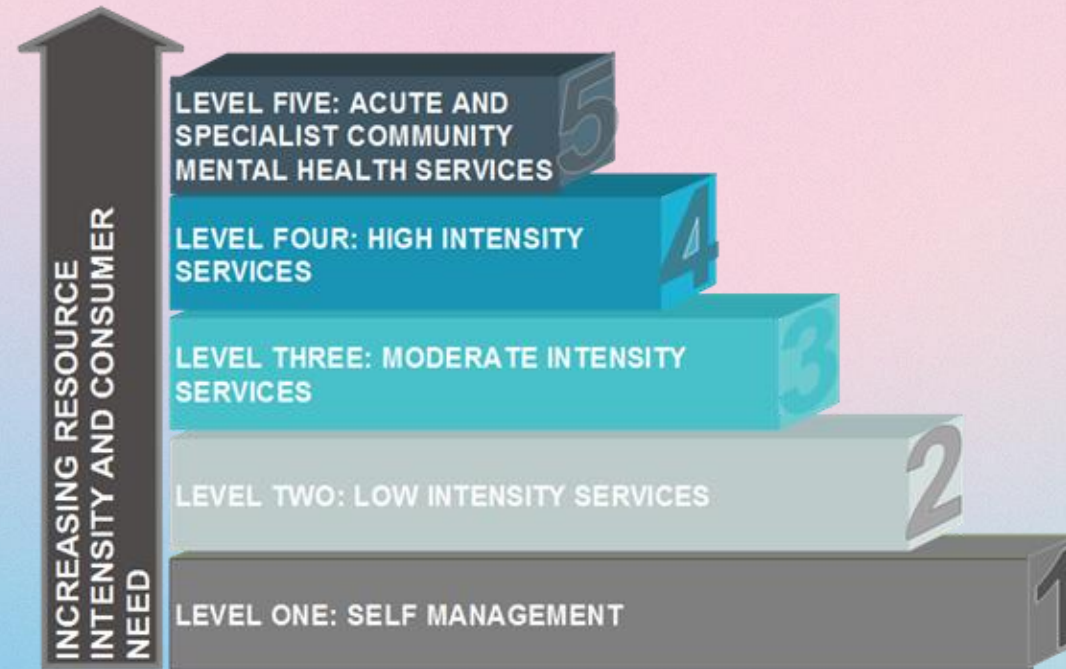 INCREASING RESOURCE
INTENSITY AND CONSUMER
NEED
LEVEL FIVE: ACUTE AND
SPECIALIST COMMUNITY
MENTAL HEALTH SERVICES
5
LEVEL FOUR: HIGH INTENSITY
SERVICES
4
LEVEL THREE: MODERATE INTENSITY
SERVICES
3
LEVEL TWO: LOW INTENSITY SERVICES
2
LEVEL ONE: SELF MANAGEMENT
1